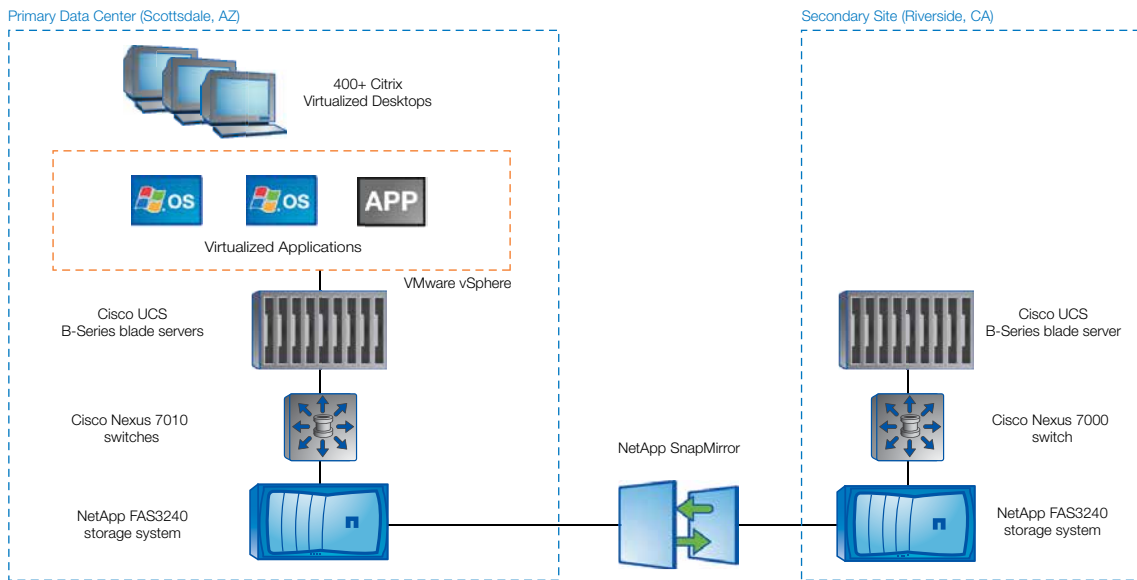 Primary Data Center (Scottsdale, AZ)
Secondary Site (Riverside, CA)
400+ Citrix
Virtualized Desktops
OS
OS
APP
Virtualized Applications
VMware vSphere
Cisco UCS
B-Series blade servers
Cisco UCS
B-Series blade server
Cisco Nexus 7010
switches
Cisco Nexus 7000
switch
NetApp SnapMirror
NetApp FAS3240
storage system
NetApp FAS3240
storage system